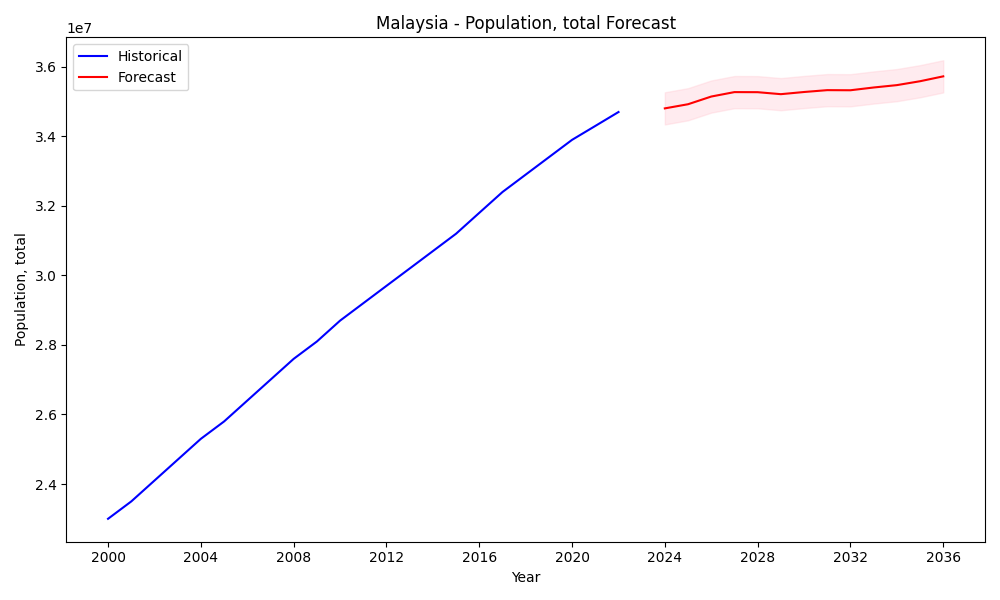 Malaysia - Population, total Forecast
1e7
Historical
Forecast
3.6
3.4
3.2
3.0
2.8
2.6
2.4
Population, total
2000 2004 2008 2012 2016 2020 2024 2028 2032 2036
Year